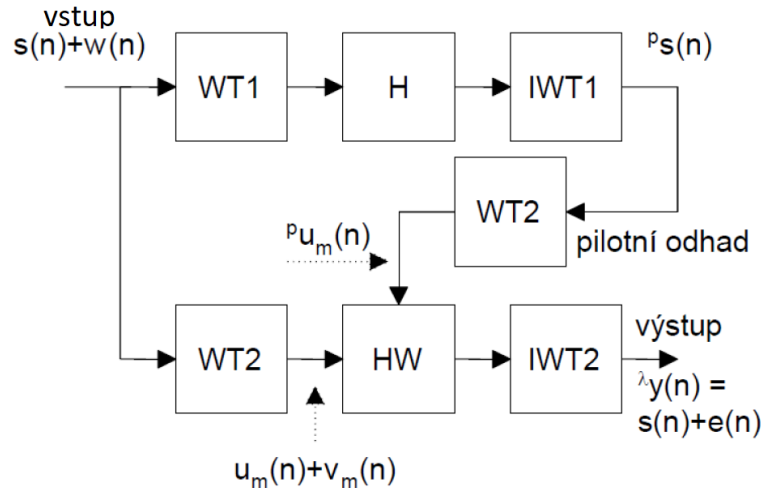 vstup
s(n)+w(n)
WT1
H
IWT1
ᵖs(n)
WT2
pilotní odhad
ᵖuₘ(n)
WT2
HW
IWT2
výstup
^λy(n) =
s(n)+e(n)
uₘ(n)+vₘ(n)